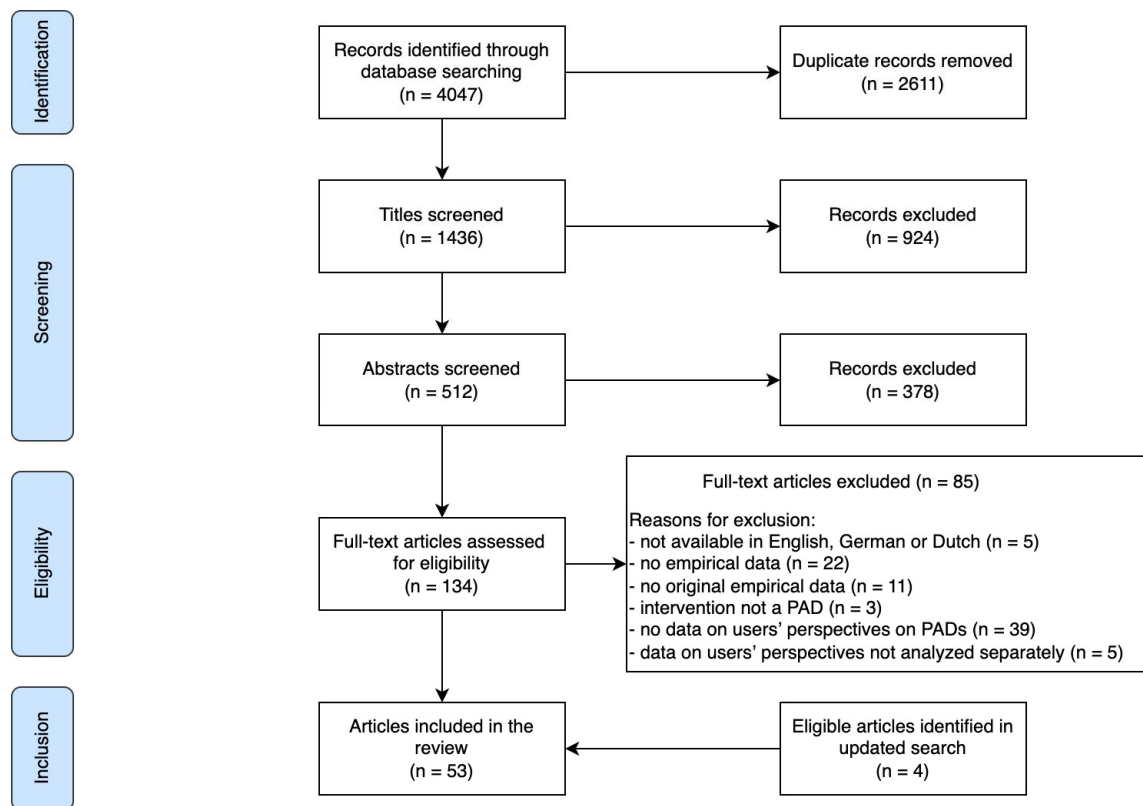 Identification
Records identified through
database searching
(n = 4047)
Duplicate records removed
(n = 2611)
Screening
Titles screened
(n = 1436)
Records excluded
(n = 924)
Abstracts screened
(n = 512)
Records excluded
(n = 378)
Eligibility
Full-text articles assessed
for eligibility
(n = 134)
Full-text articles excluded (n = 85)
Reasons for exclusion:
- not available in English, German or Dutch (n = 5)
- no empirical data (n = 22)
- no original empirical data (n = 11)
- intervention not a PAD (n = 3)
- no data on users’ perspectives on PADs (n = 39)
- data on users’ perspectives not analyzed separately (n = 5)
Inclusion
Articles included in the
review
(n = 53)
Eligible articles identified in
updated search
(n = 4)